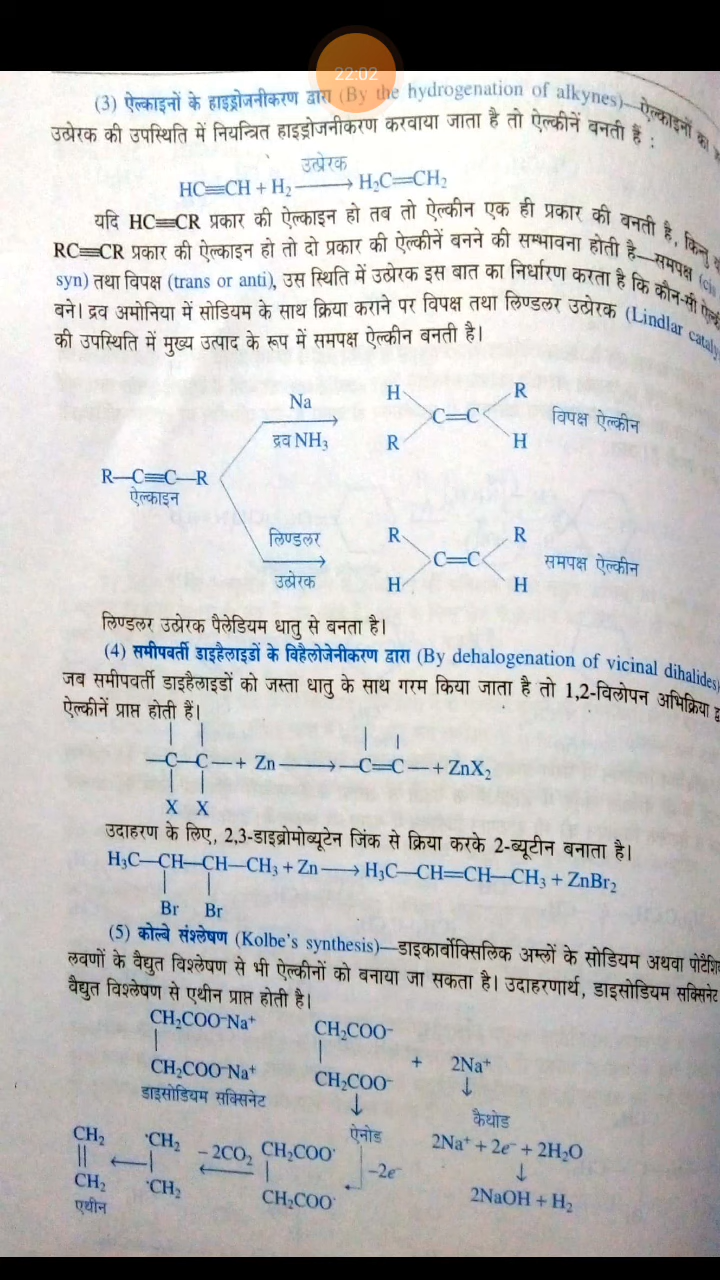 22:02
(3) ऐल्काइनों के हाइड्रोजनीकरण द्वारा (By the hydrogenation of alkynes)—ऐल्काइनों का
उत्प्रेरक की उपस्थिति में नियन्त्रित हाइड्रोजनीकरण करवाया जाता है तो ऐल्कीनें बनती हैं :
उत्प्रेरक
HC≡CH + H₂ ⟶ H₂C=CH₂
यदि HC≡CR प्रकार की ऐल्काइन हो तब तो ऐल्कीन एक ही प्रकार की बनती है, किन्तु
RC≡CR प्रकार की ऐल्काइन हो तो दो प्रकार की ऐल्कीनें बनने की सम्भावना होती है—समपक्ष (cis
syn) तथा विपक्ष (trans or anti), उस स्थिति में उत्प्रेरक इस बात का निर्धारण करता है कि कौन-सी
बने। द्रव अमोनिया में सोडियम के साथ क्रिया कराने पर विपक्ष तथा लिण्डलर उत्प्रेरक (Lindlar
की उपस्थिति में मुख्य उत्पाद के रूप में समपक्ष ऐल्कीन बनती है।
Na
द्रव NH₃
H R
C=C
R H
विपक्ष ऐल्कीन
R—C≡C—R
ऐल्काइन
लिण्डलर
उत्प्रेरक
R R
C=C
H H
समपक्ष ऐल्कीन
लिण्डलर उत्प्रेरक पैलेडियम धातु से बनता है।
(4) समीपवर्ती डाइहैलाइडों के विहैलोजेनीकरण द्वारा (By dehalogenation of vicinal dihalides)
जब समीपवर्ती डाइहैलाइडों को जस्ता धातु के साथ गरम किया जाता है तो 1,2-विलोपन अभिक्रिया
ऐल्कीनें प्राप्त होती हैं।
—C—C— + Zn ⟶ —C=C— + ZnX₂
X X
उदाहरण के लिए, 2,3-डाइब्रोमोब्यूटेन जिंक से क्रिया करके 2-ब्यूटीन बनाता है।
H₃C—CH—CH—CH₃ + Zn ⟶ H₃C—CH=CH—CH₃ + ZnBr₂
Br Br
(5) कोल्बे संश्लेषण (Kolbe's synthesis)—डाइकार्बोक्सिलिक अम्लों के सोडियम अथवा
लवणों के वैद्युत विश्लेषण से भी ऐल्कीनों को बनाया जा सकता है। उदाहरणार्थ, डाइसोडियम सक्सिनेट
वैद्युत विश्लेषण से एथीन प्राप्त होती है।
CH₂COO⁻Na⁺
CH₂COO⁻Na⁺
डाइसोडियम सक्सिनेट
CH₂COO⁻
CH₂COO⁻
+ 2Na⁺
↓
ऐनोड
↓
कैथोड
2Na⁺ + 2e⁻ + 2H₂O
↓
2NaOH + H₂
–2e⁻
CH₂COO˙
CH₂COO˙
– 2CO₂
˙CH₂
˙CH₂
CH₂
||
CH₂
एथीन